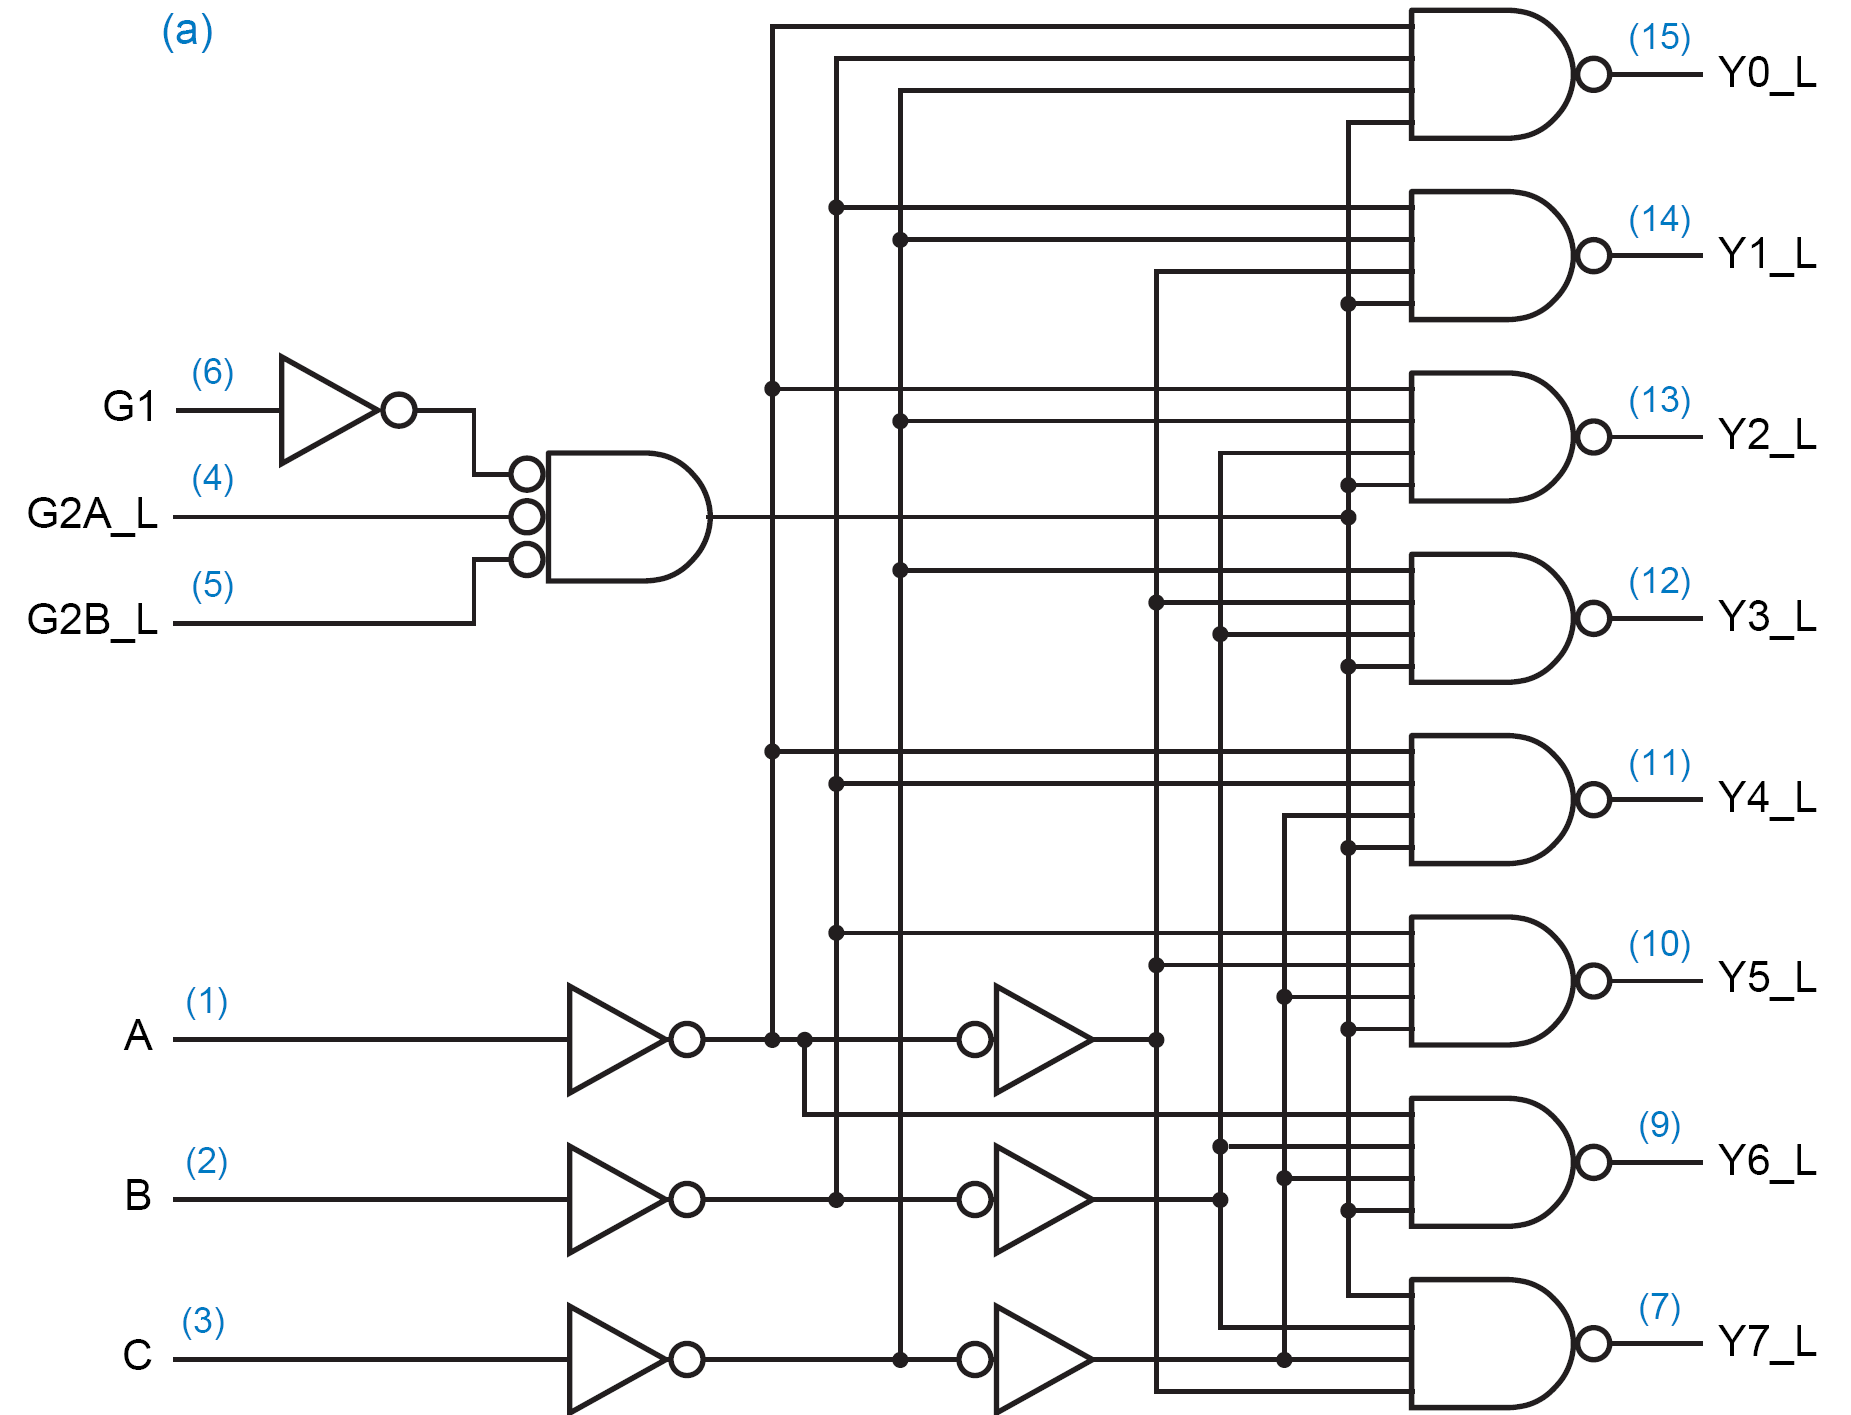 (a)
(15)
Y0_L
(14)
Y1_L
(6)
G1
(13)
Y2_L
(4)
G2A_L
(5)
G2B_L
(12)
Y3_L
(11)
Y4_L
(10)
Y5_L
(1)
A
(9)
Y6_L
(2)
B
(7)
Y7_L
(3)
C